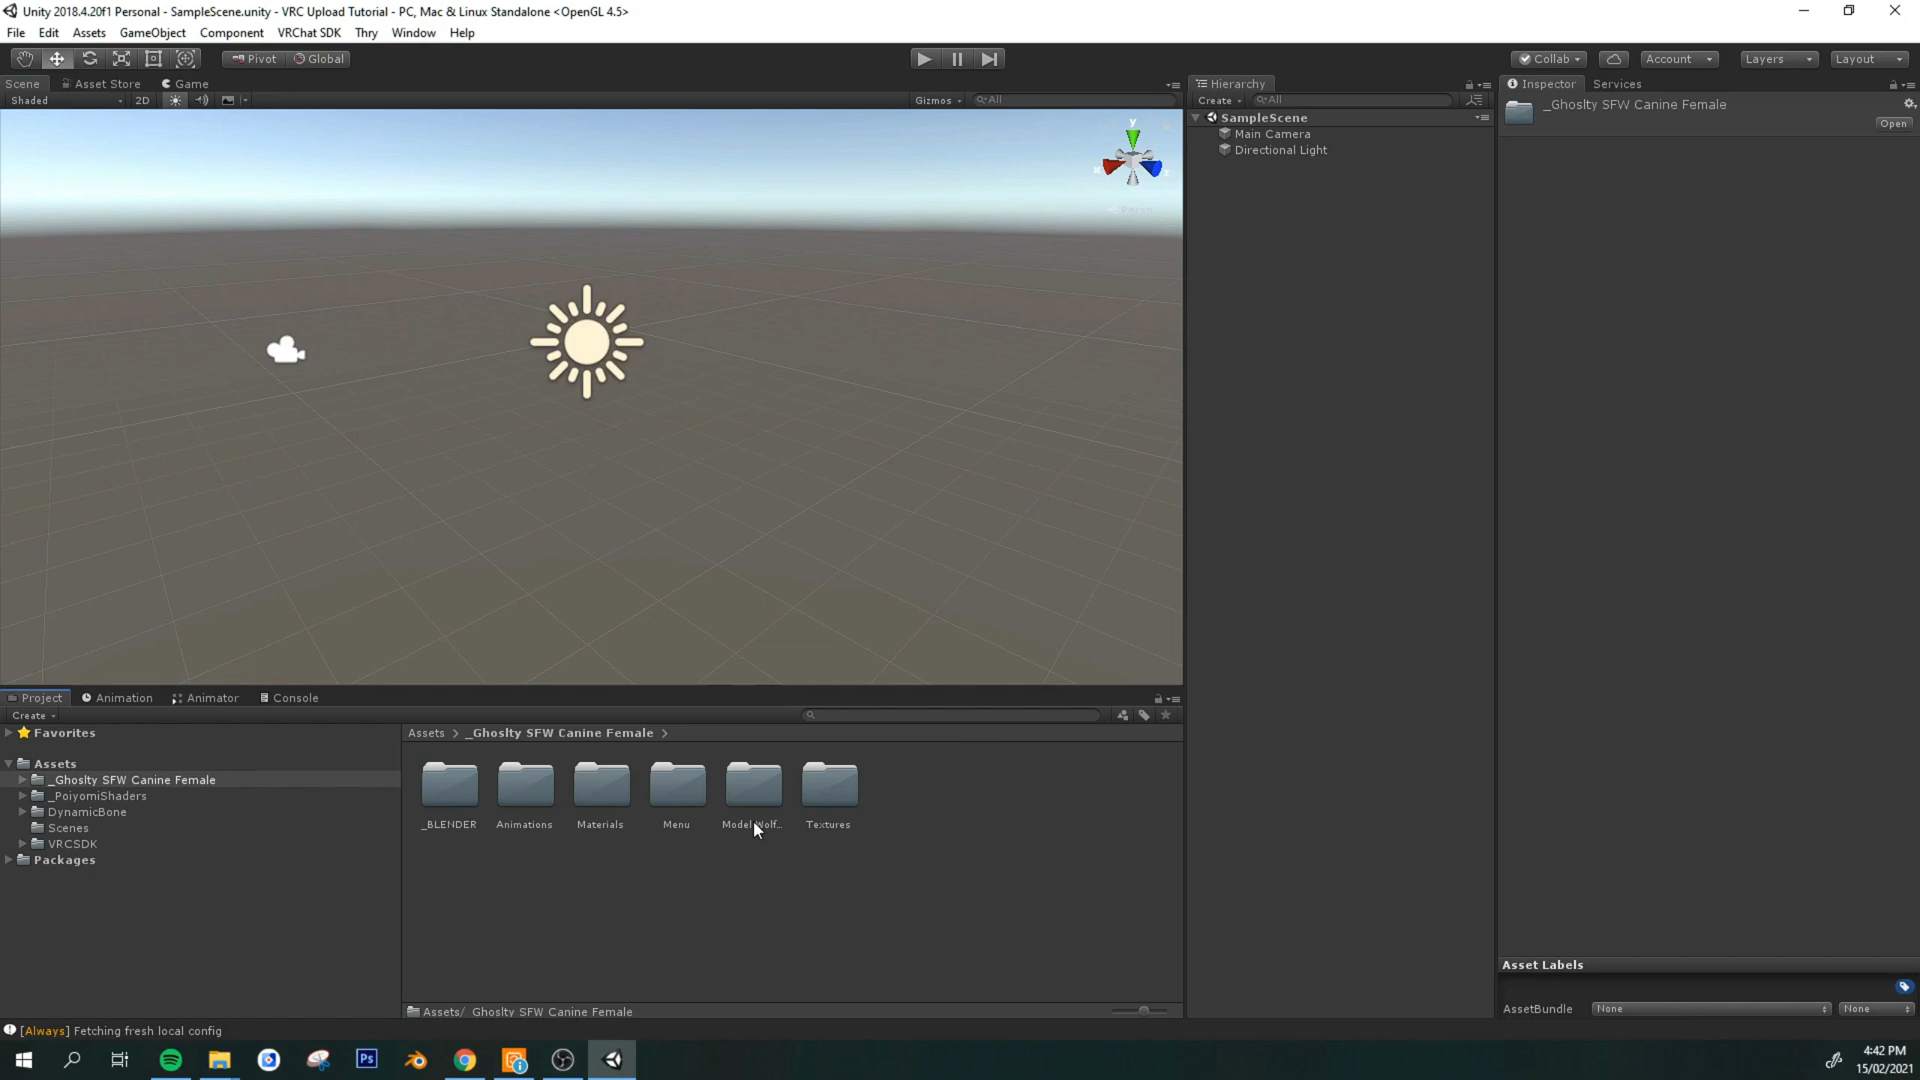 Unity 2018.4.20f1 Personal - SampleScene.unity - VRC Upload Tutorial - PC, Mac & Linux Standalone <OpenGL 4.5>
File Edit Assets GameObject Component VRChat SDK Thry Window Help
Pivot Global Collab Account Layers Layout
Scene Asset Store Game
Shaded 2D Gizmos All
y
x
z
Persp
Hierarchy
Create All
SampleScene
Main Camera
Directional Light
Inspector Services
_Ghoslty SFW Canine Female
Open
Project Animation Animator Console
Create
Favorites
Assets
_Ghoslty SFW Canine Female
_PoiyomiShaders
DynamicBone
Scenes
VRCSDK
Packages
Assets > _Ghoslty SFW Canine Female >
_BLENDER Animations Materials Menu Model Wolf... Textures
Assets/_Ghoslty SFW Canine Female
Asset Labels
AssetBundle None None
[Always] Fetching fresh local config
Ps
4:42 PM
15/02/2021